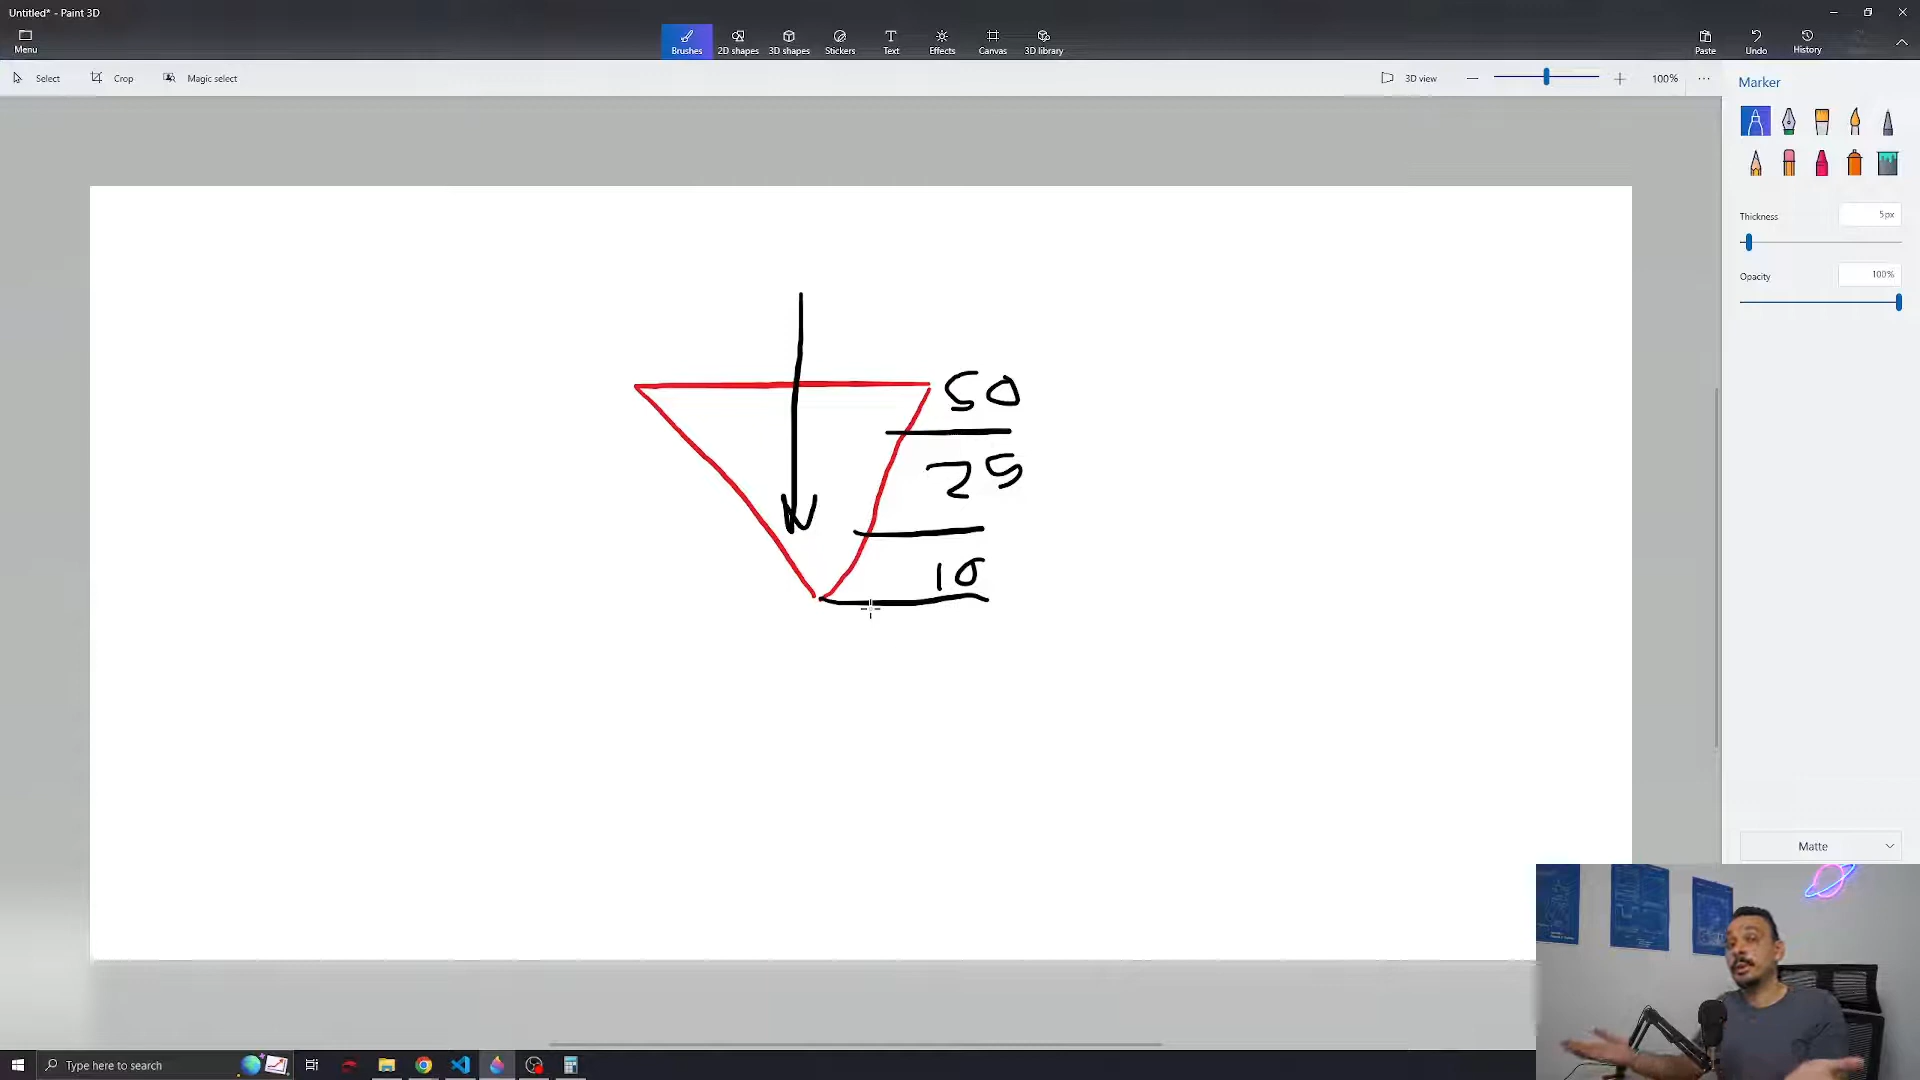 Untitled* - Paint 3D
Menu
Brushes
2D shapes
3D shapes
Stickers
Text
Effects
Canvas
3D library
Paste
Undo
History
Select
Crop
Magic select
3D view
100%
Marker
Thickness
5px
Opacity
100%
50
25
10
Matte
Type here to search